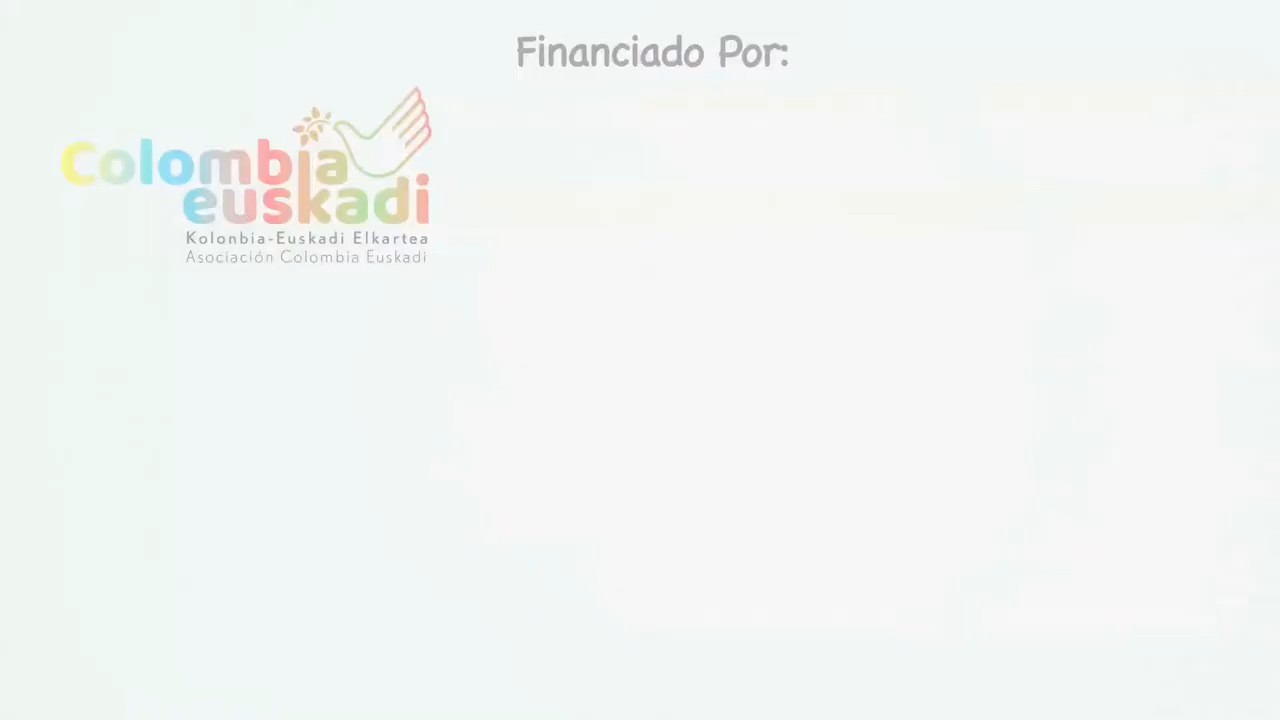 Financiado Por:
Colombia
euskadi
Kolonbia-Euskadi Elkartea
Asociación Colombia Euskadi